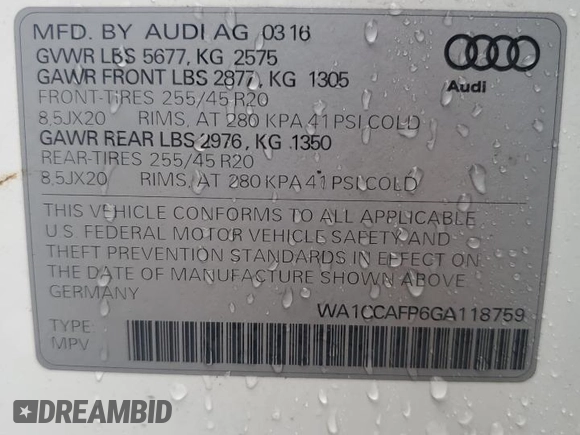 MFD. BY AUDI AG 03.16
GVWR LBS 5677, KG 2575
GAWR FRONT LBS 2877, KG 1305
FRONT-TIRES 255/45 R20
8,5JX20 RIMS, AT 280 KPA 41 PSI COLD
GAWR REAR LBS 2976, KG 1350
REAR-TIRES 255/45 R20
8,5JX20 RIMS, AT 280 KPA 41 PSI COLD
Audi
THIS VEHICLE CONFORMS TO ALL APPLICABLE
U.S. FEDERAL MOTOR VEHICLE SAFETY AND
THEFT PREVENTION STANDARDS IN EFFECT ON
THE DATE OF MANUFACTURE SHOWN ABOVE
GERMANY
WA1CCAFP6GA118759
TYPE:
MPV
DREAMBID